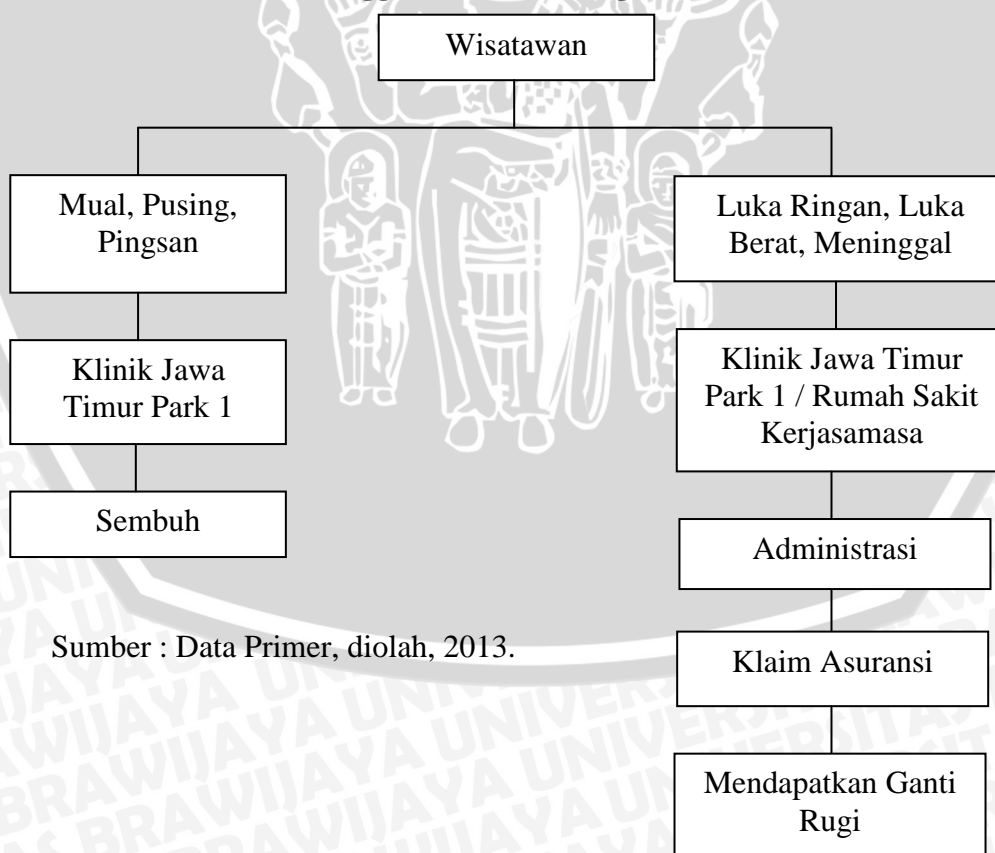 Wisatawan
Mual, Pusing,
Pingsan
Klinik Jawa
Timur Park 1
Sembuh
Luka Ringan, Luka
Berat, Meninggal
Klinik Jawa Timur
Park 1 / Rumah Sakit
Kerjasamasa
Administrasi
Klaim Asuransi
Mendapatkan Ganti
Rugi
Sumber : Data Primer, diolah, 2013.